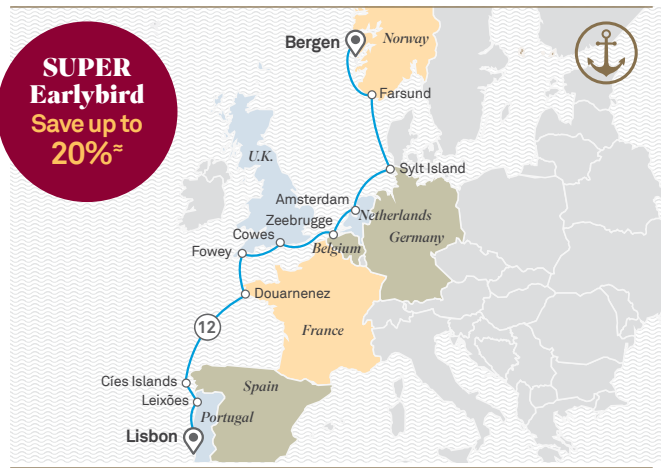 SUPER
Earlybird
Save up to
20%≈
Bergen
Norway
Farsund
U.K.
Sylt Island
Amsterdam
Netherlands
Zeebrugge
Germany
Cowes
Belgium
Fowey
Douarnenez
12
France
Cíes Islands
Spain
Leixões
Portugal
Lisbon